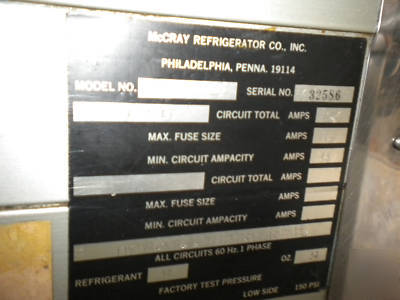 McCRAY REFRIGERATOR CO., INC.
PHILADELPHIA, PENNA. 19114
MODEL NO. SERIAL NO. 32586
CIRCUIT TOTAL AMPS
MAX. FUSE SIZE AMPS
MIN. CIRCUIT AMPACITY AMPS
CIRCUIT TOTAL AMPS
MAX. FUSE SIZE AMPS
MIN. CIRCUIT AMPACITY AMPS
ALL CIRCUITS 60 Hz. 1 PHASE
REFRIGERANT OZ.
FACTORY TEST PRESSURE
LOW SIDE 150 PSI